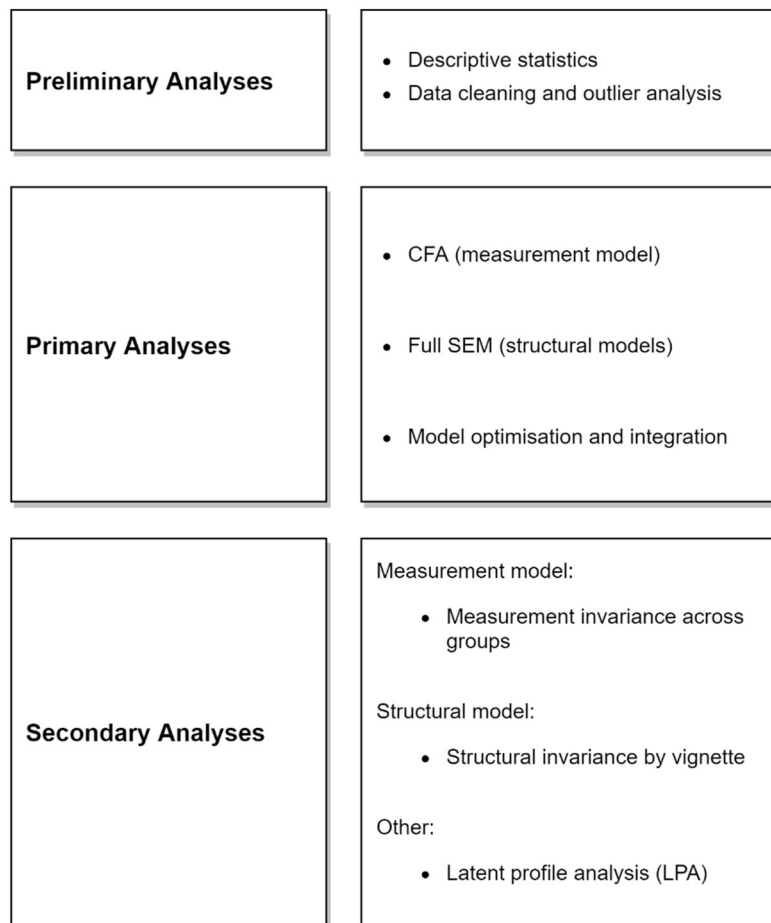 Preliminary Analyses
• Descriptive statistics
• Data cleaning and outlier analysis
Primary Analyses
• CFA (measurement model)
• Full SEM (structural models)
• Model optimisation and integration
Secondary Analyses
Measurement model:
• Measurement invariance across
groups
Structural model:
• Structural invariance by vignette
Other:
• Latent profile analysis (LPA)